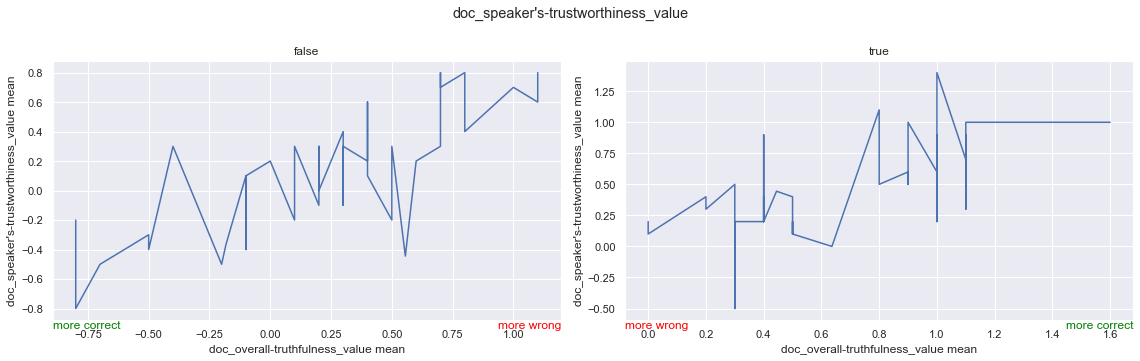 doc_speaker's-trustworthiness_value
false
doc_speaker's-trustworthiness_value mean
0.8
0.6
0.4
0.2
0.0
−0.2
−0.4
−0.6
−0.8
more correct
more wrong
−0.75 −0.50 −0.25 0.00 0.25 0.50 0.75 1.00
doc_overall-truthfulness_value mean
true
doc_speaker's-trustworthiness_value mean
1.25
1.00
0.75
0.50
0.25
0.00
−0.25
−0.50
more wrong
more correct
0.0 0.2 0.4 0.6 0.8 1.0 1.2 1.4 1.6
doc_overall-truthfulness_value mean